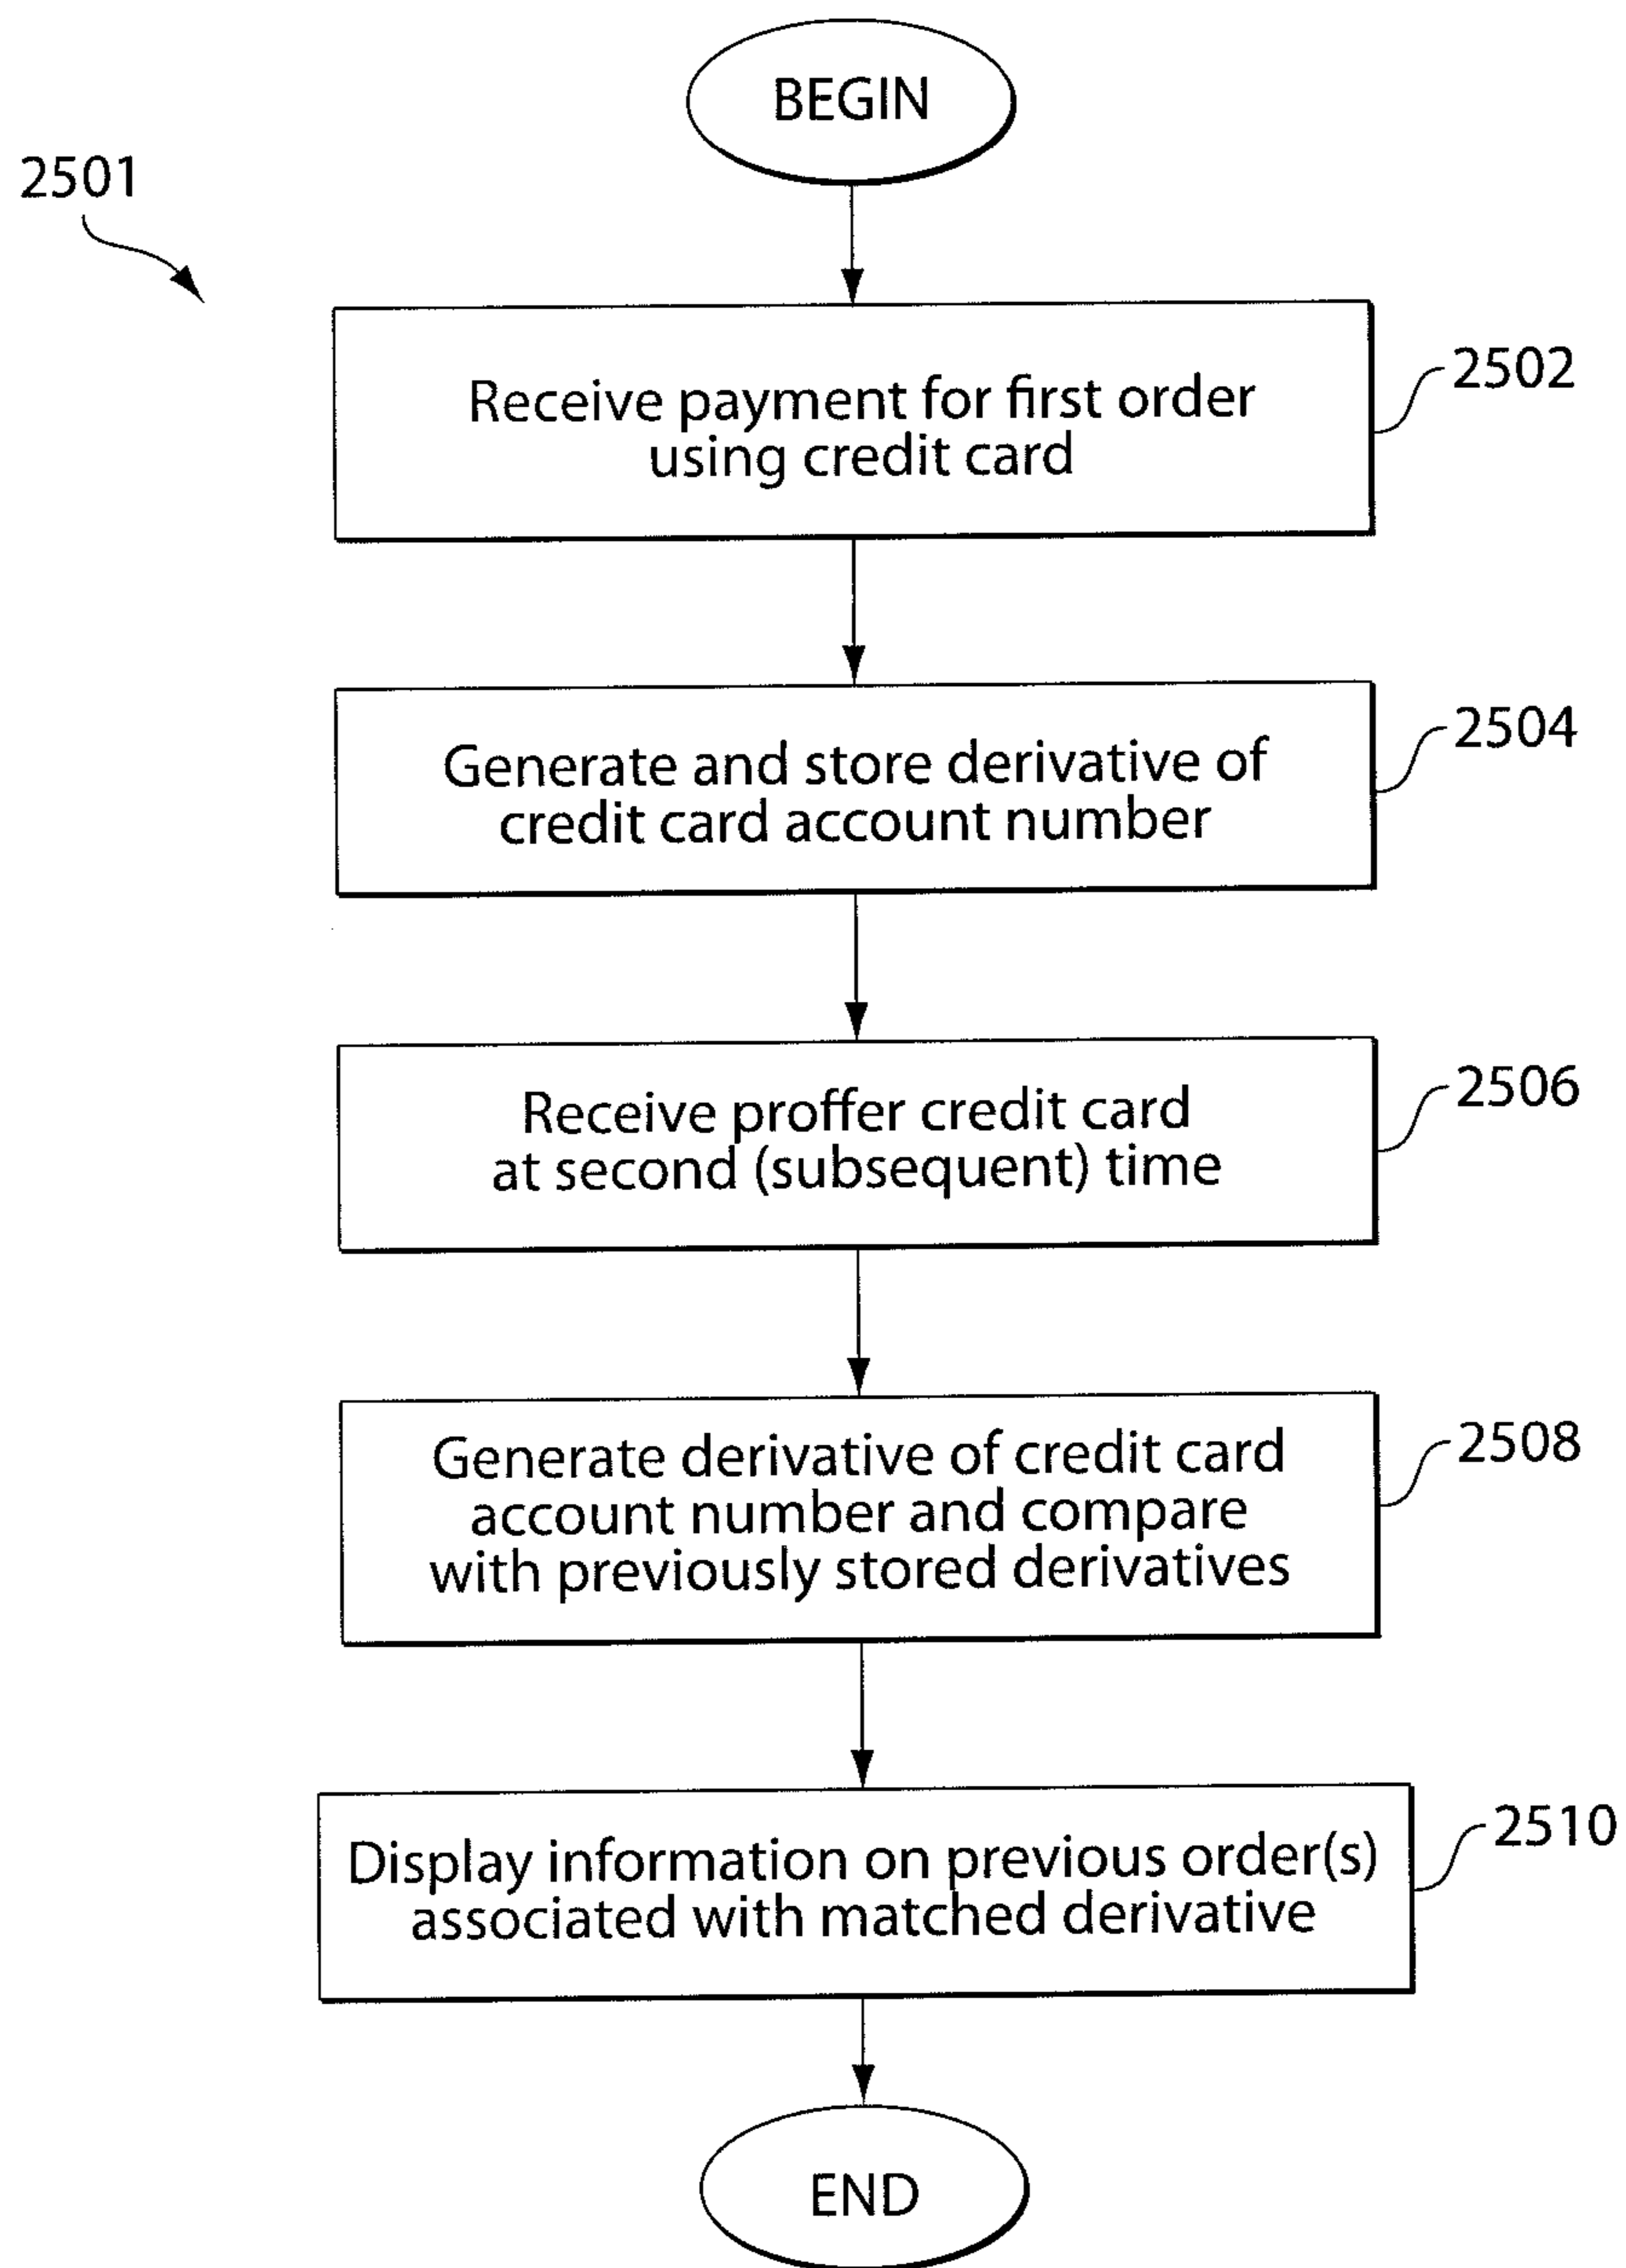 BEGIN
2501
Receive payment for first order
using credit card
2502
Generate and store derivative of
credit card account number
2504
Receive proffer credit card
at second (subsequent) time
2506
Generate derivative of credit card
account number and compare
with previously stored derivatives
2508
Display information on previous order(s)
associated with matched derivative
2510
END